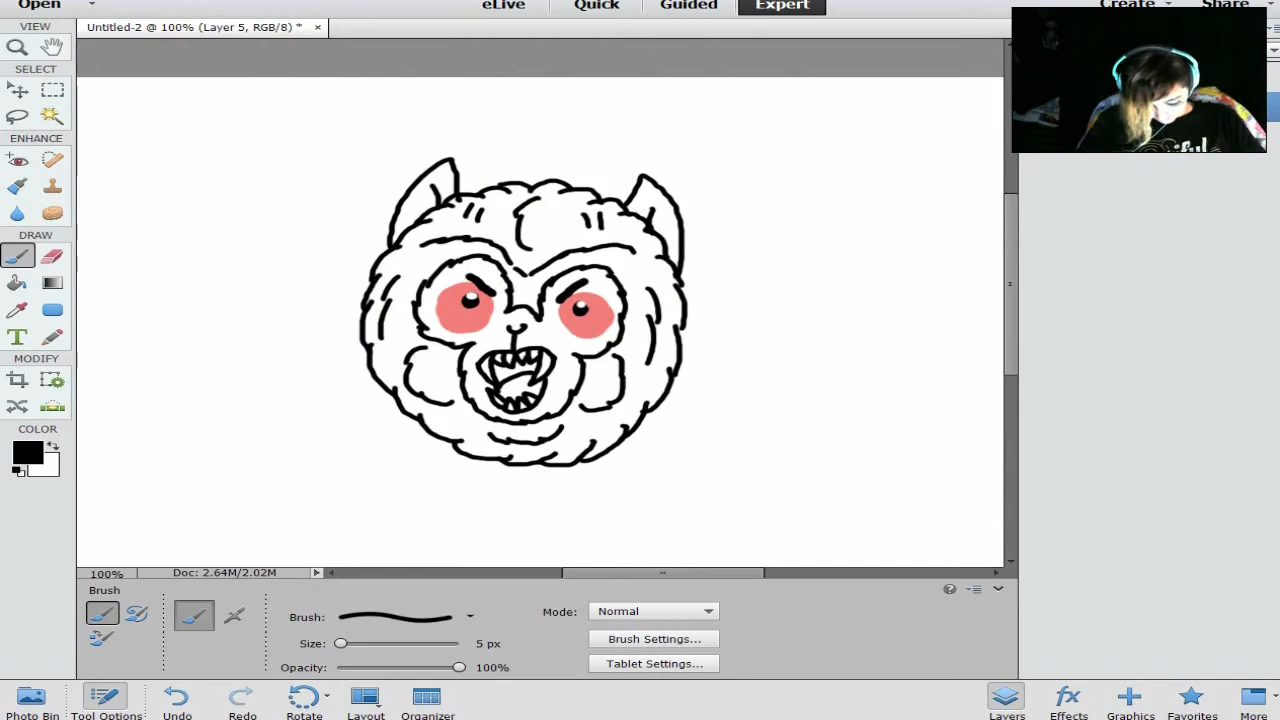 Open eLive Quick Guided Expert Create Share
Untitled-2 @ 100% (Layer 5, RGB/8) * ×
VIEW
SELECT
ENHANCE
DRAW
T
MODIFY
COLOR
100% Doc: 2.64M/2.02M
Brush
Brush: Mode: Normal
Size: 5 px Brush Settings...
Opacity: 100% Tablet Settings...
Photo Bin Tool Options Undo Redo Rotate Layout Organizer Layers Effects Graphics Favorites More
fx